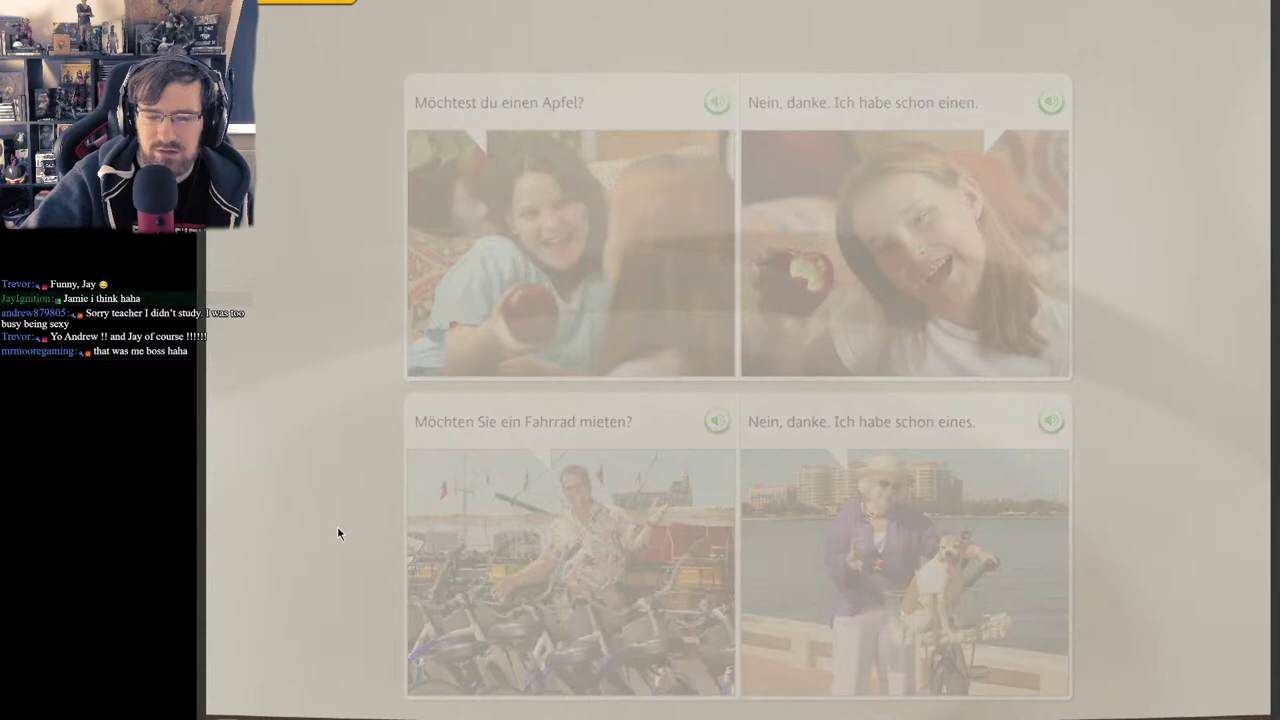 Möchtest du einen Apfel?
Nein, danke. Ich habe schon einen.
Trevor: Funny, Jay 😂
JayIgnition: Jamie i think haha
andrew879805: Sorry teacher I didn't study. I was too
busy being sexy
Trevor: Yo Andrew !! and Jay of course !!!!!!
mrmooregaming: that was me boss haha
Möchten Sie ein Fahrrad mieten?
Nein, danke. Ich habe schon eines.